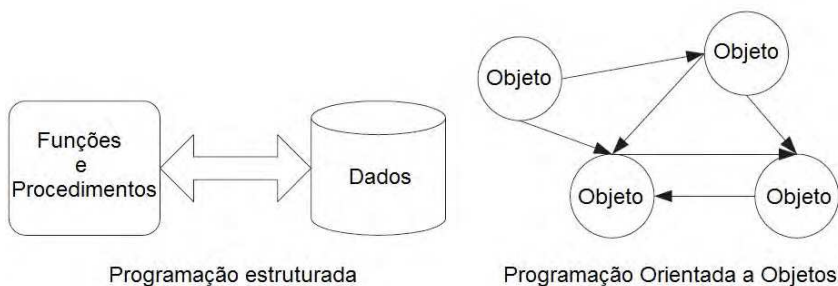 Funções
e
Procedimentos
Dados
Programação estruturada
Objeto
Objeto
Objeto
Objeto
Programação Orientada a Objetos